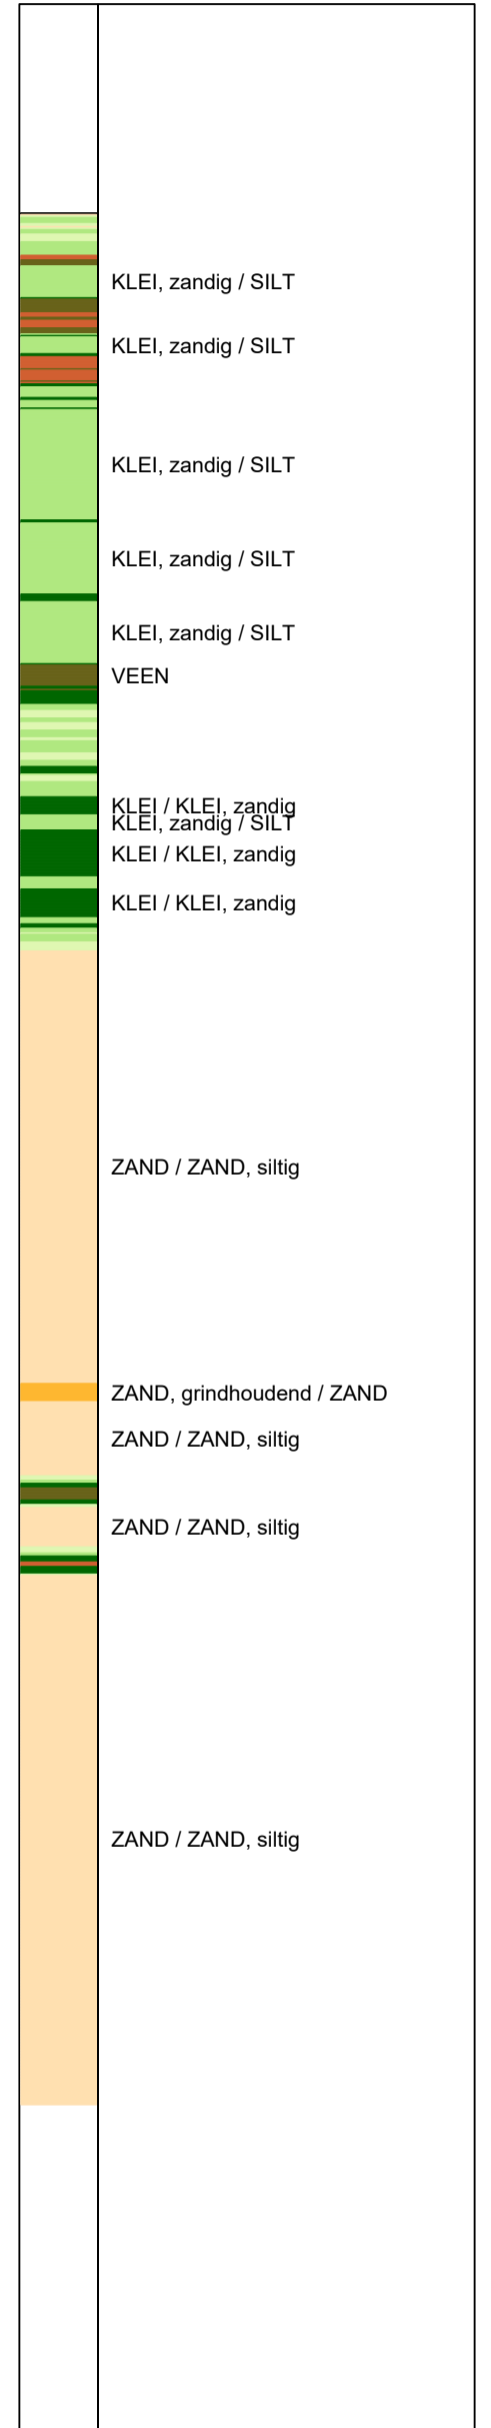 KLEI, zandig / SILT
KLEI, zandig / SILT
KLEI, zandig / SILT
KLEI, zandig / SILT
KLEI, zandig / SILT
VEEN
KLEI / KLEI, zandig
KLEI, zandig / SILT
KLEI / KLEI, zandig
KLEI / KLEI, zandig
ZAND / ZAND, siltig
ZAND, grindhoudend / ZAND
ZAND / ZAND, siltig
ZAND / ZAND, siltig
ZAND / ZAND, siltig